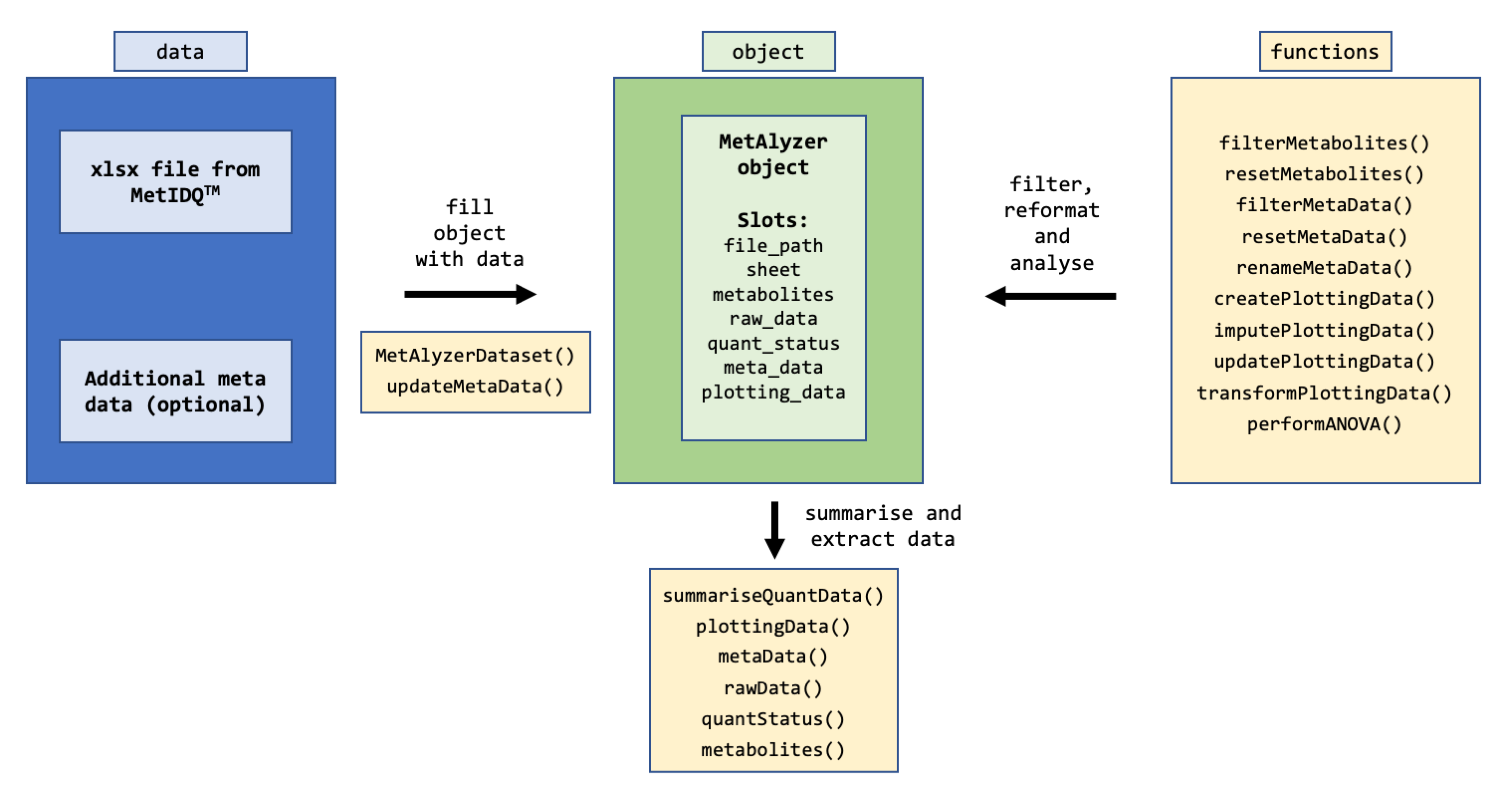 data
xlsx file from
MetIDQ™
Additional meta
data (optional)
fill
object
with data
MetAlyzerDataset()
updateMetaData()
object
MetAlyzer
object
Slots:
file_path
sheet
metabolites
raw_data
quant_status
meta_data
plotting_data
filter,
reformat
and
analyse
functions
filterMetabolites()
resetMetabolites()
filterMetaData()
resetMetaData()
renameMetaData()
createPlottingData()
imputePlottingData()
updatePlottingData()
transformPlottingData()
performANOVA()
summarise and
extract data
summariseQuantData()
plottingData()
metaData()
rawData()
quantStatus()
metabolites()